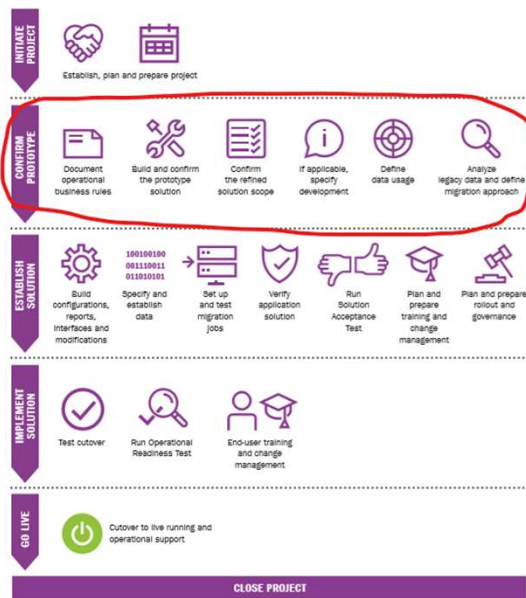 INITIATE
PROJECT
Establish, plan and prepare project
CONFIRM
PROTOTYPE
Document
operational
business rules
Build and confirm
the prototype
solution
Confirm
the refined
solution scope
If applicable,
specify
development
Define
data usage
Analyze
legacy data and define
migration approach
ESTABLISH
SOLUTION
Build
configurations,
reports,
interfaces and
modifications
100100100
001110011
011010101
Specify and
establish
data
Set up
and test
migration
jobs
Verify
application
solution
Run
Solution
Acceptance
Test
Plan and
prepare
training and
change
management
Plan and prepare
rollout and
governance
IMPLEMENT
SOLUTION
Test cutover
Run Operational
Readiness Test
End-user training
and change
management
GO LIVE
Cutover to live running and
operational support
CLOSE PROJECT